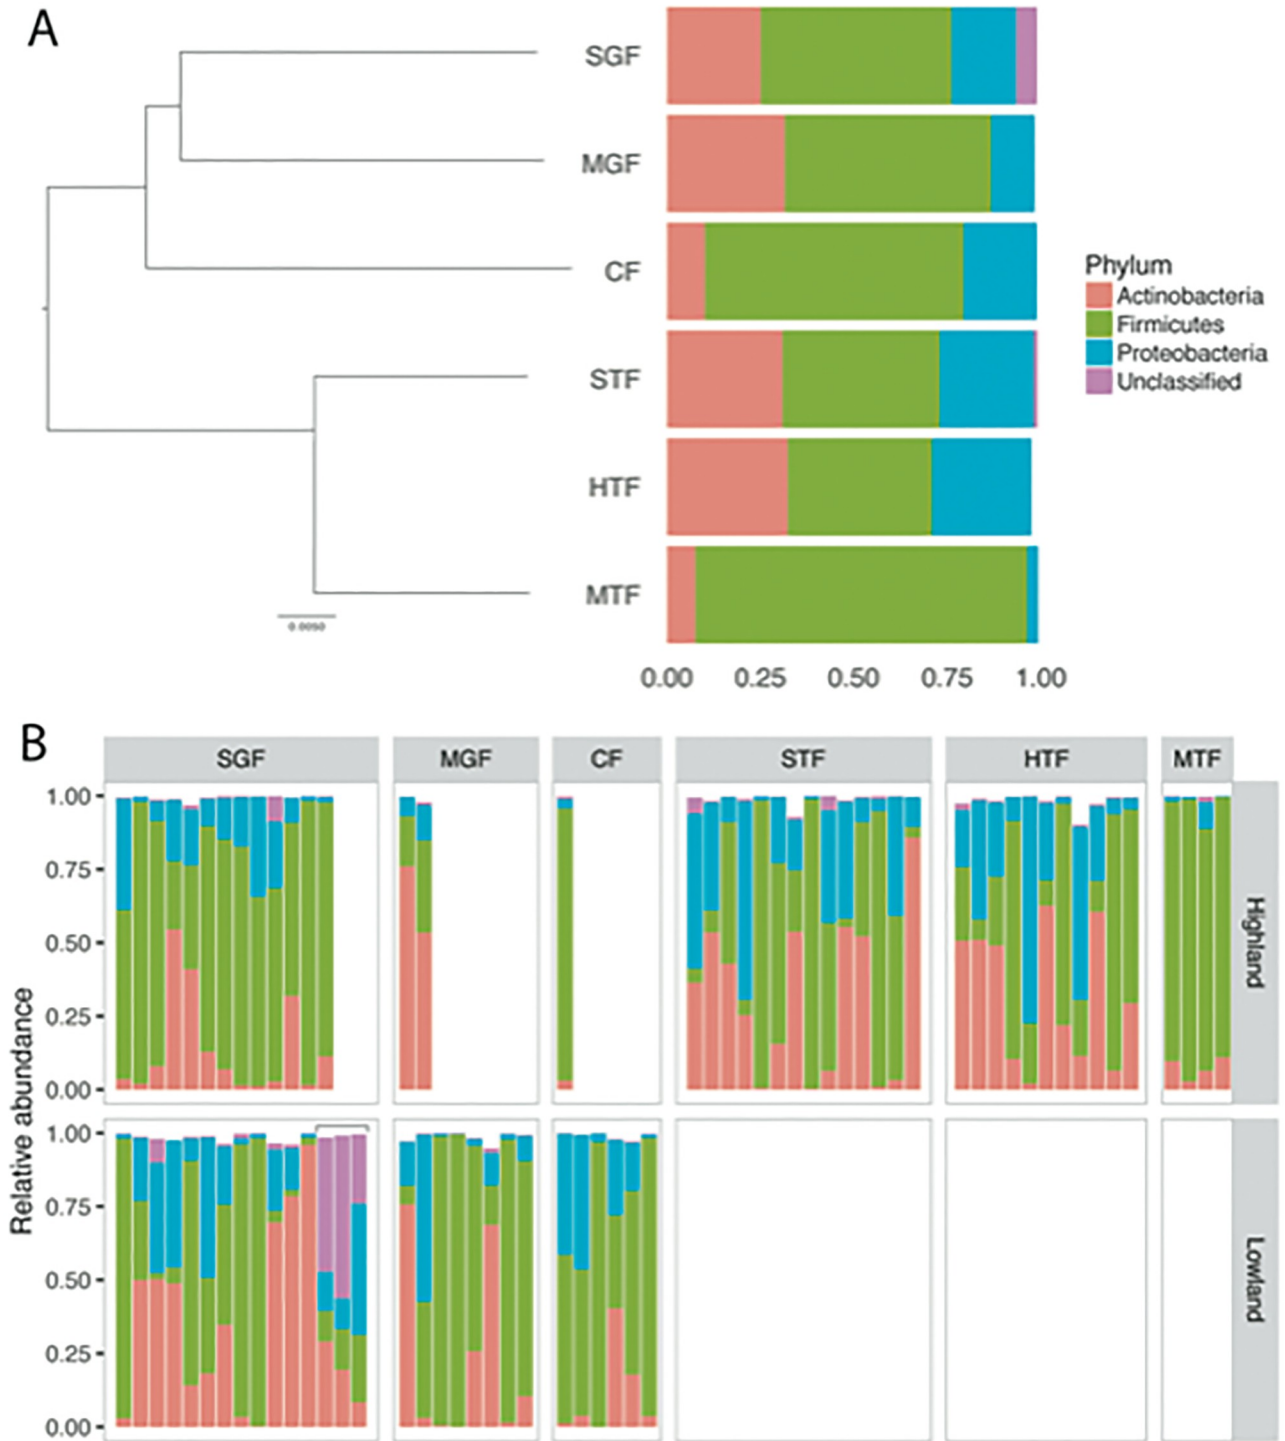 A
SGF
MGF
CF
STF
HTF
MTF
0.0050
0.00 0.25 0.50 0.75 1.00
Phylum
Actinobacteria
Firmicutes
Proteobacteria
Unclassified
B
SGF MGF CF STF HTF MTF
1.00
0.75
0.50
0.25
0.00
Highland
1.00
0.75
0.50
0.25
0.00
Lowland
Relative abundance